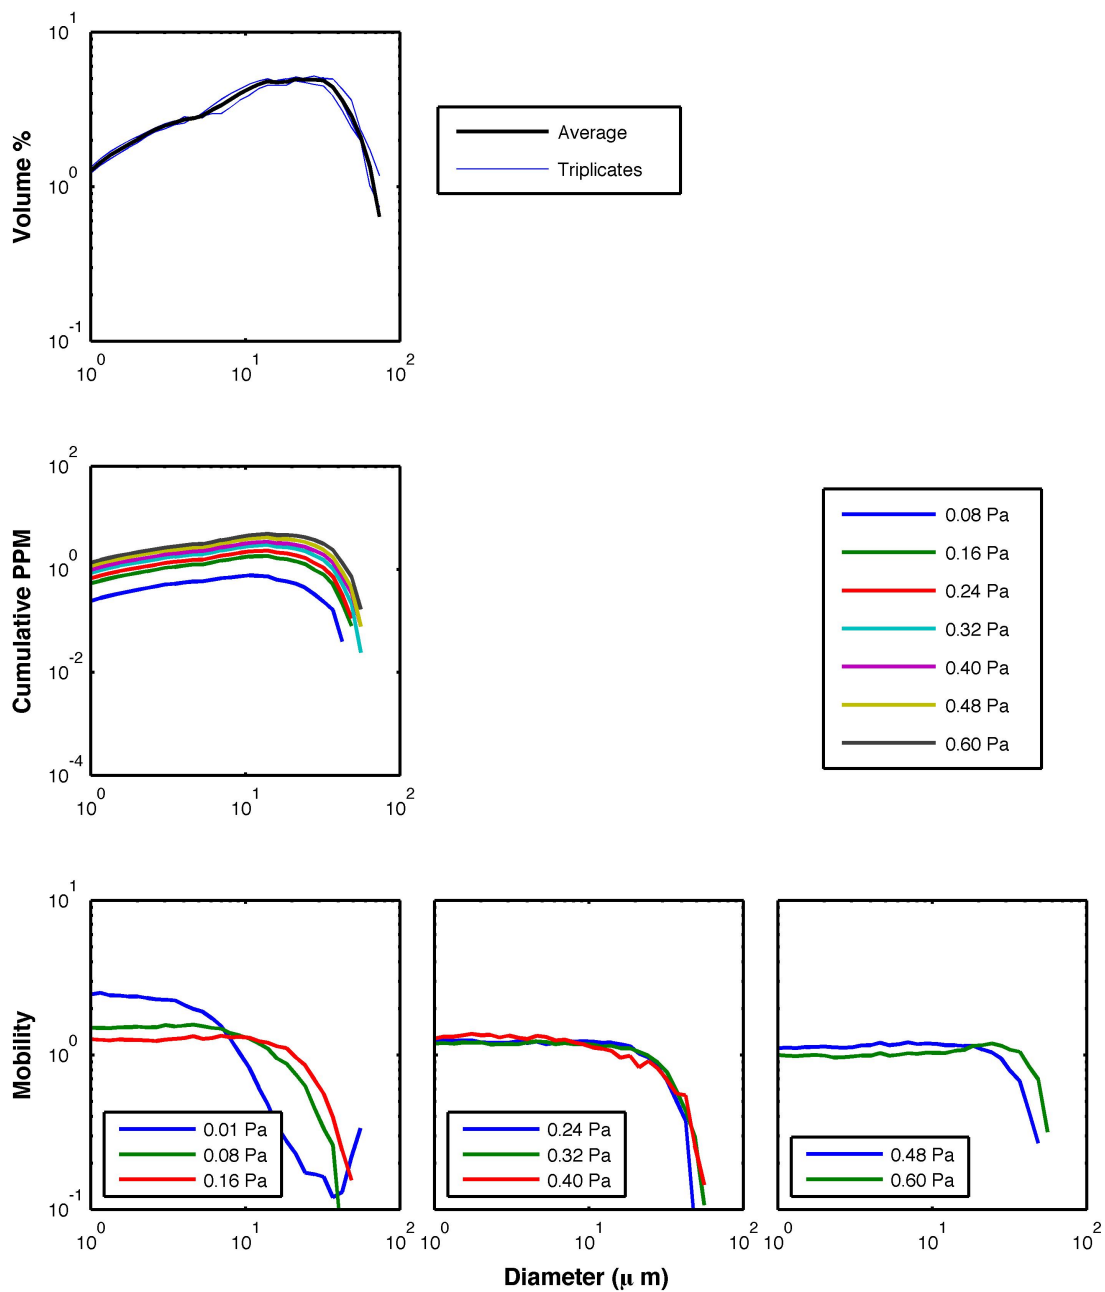 10^1
10^0
10^-1
Volume %
10^0 10^1 10^2
Average
Triplicates
10^2
10^0
10^-2
10^-4
Cumulative PPM
10^0 10^1 10^2
0.08 Pa
0.16 Pa
0.24 Pa
0.32 Pa
0.40 Pa
0.48 Pa
0.60 Pa
10^1
10^0
10^-1
Mobility
0.01 Pa
0.08 Pa
0.16 Pa
0.24 Pa
0.32 Pa
0.40 Pa
0.48 Pa
0.60 Pa
10^0 10^1 10^2 10^0 10^1 10^2 10^0 10^1 10^2
Diameter (μ m)